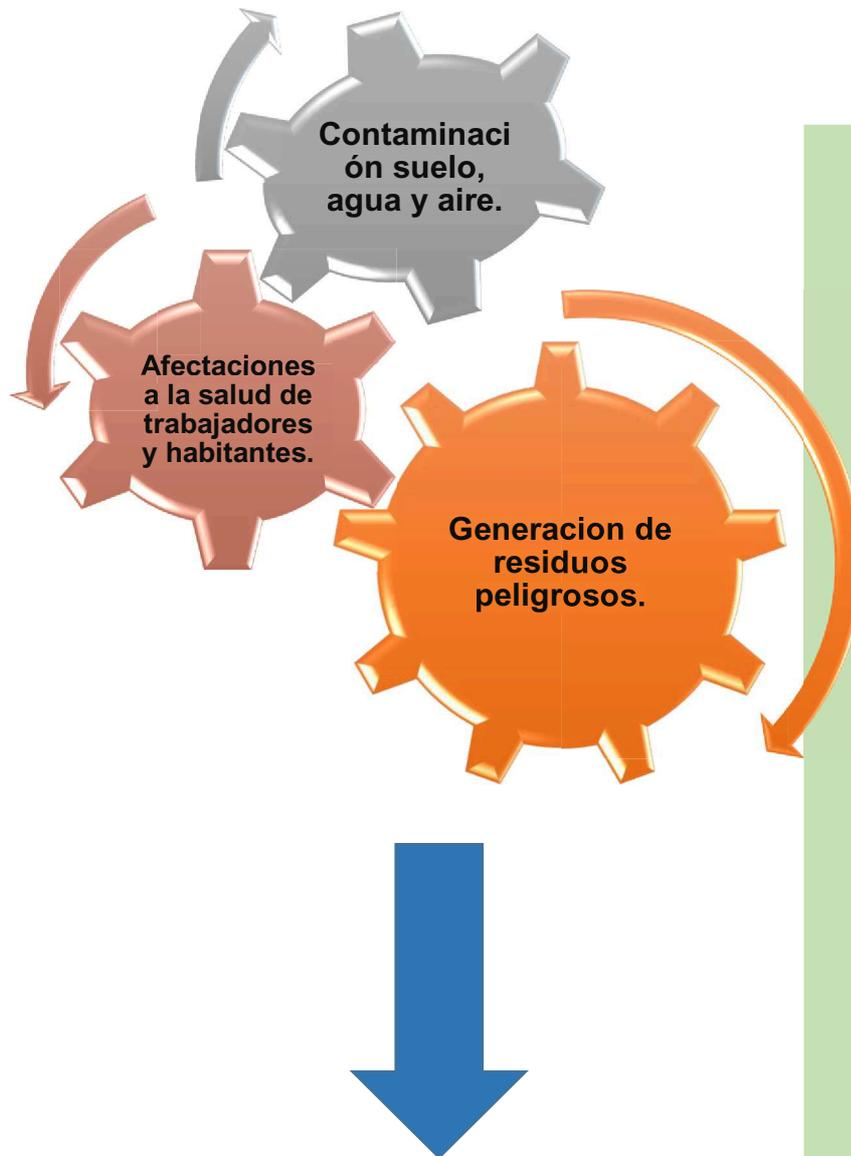 Contaminaci
ón suelo,
agua y aire.
Afectaciones
a la salud de
trabajadores
y habitantes.
Generacion de
residuos
peligrosos.